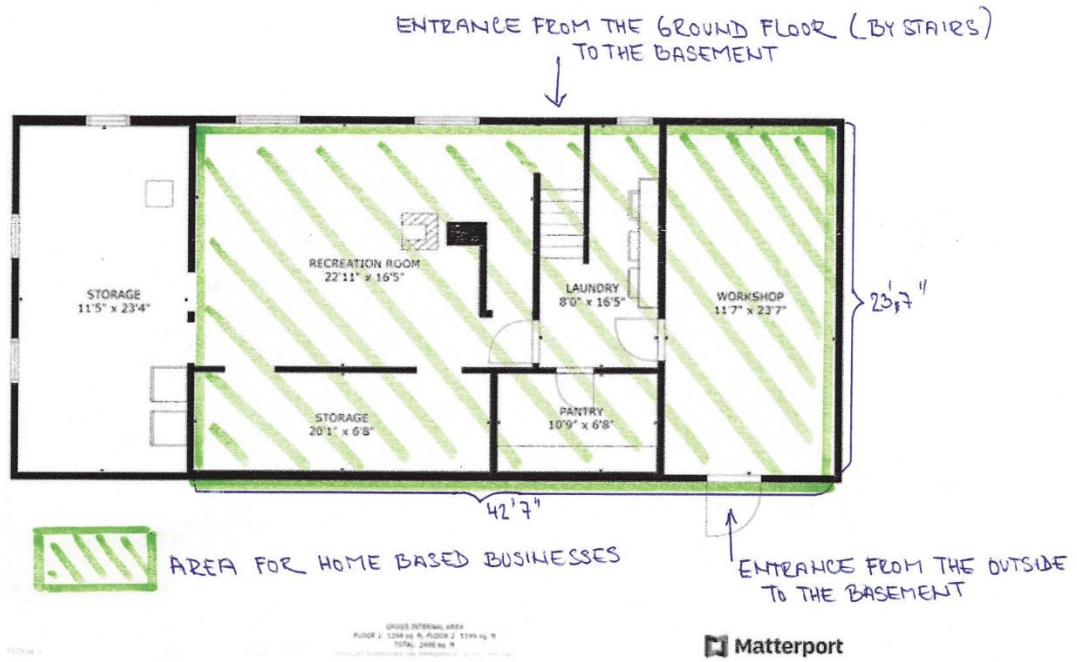 ENTRANCE FROM THE GROUND FLOOR (BY STAIRS)
TO THE BASEMENT
RECREATION ROOM
22'11" x 16'5"
STORAGE
11'5" x 23'4"
LAUNDRY
8'0" x 16'5"
WORKSHOP
11'7" x 23'7"
23'7"
STORAGE
20'1" x 6'8"
PANTRY
10'9" x 6'8"
42'7"
AREA FOR HOME BASED BUSINESSES
ENTRANCE FROM THE OUTSIDE
TO THE BASEMENT
GROSS INTERNAL AREA
Matterport